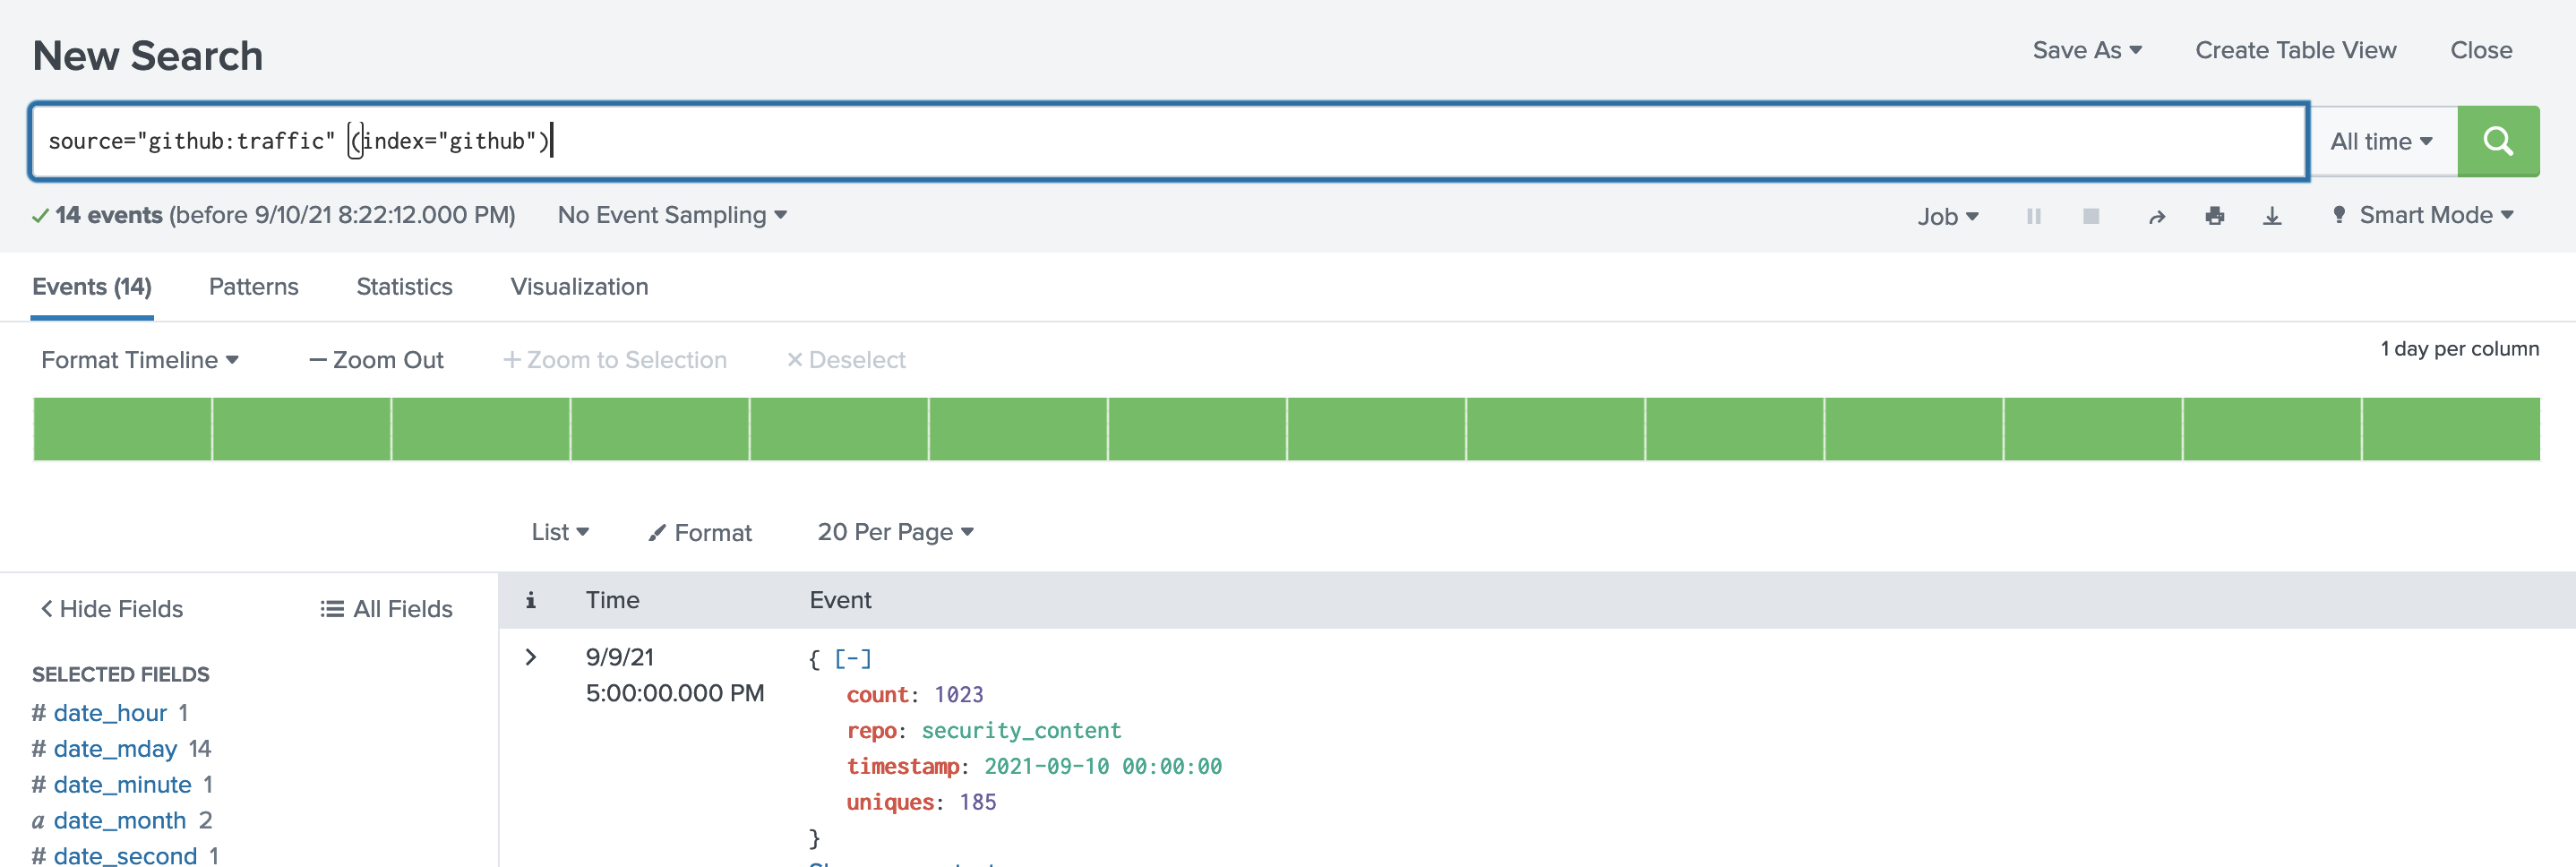 New Search
Save As Create Table View Close
source="github:traffic" (index="github")
All time
14 events (before 9/10/21 8:22:12.000 PM) No Event Sampling
Job Smart Mode
Events (14) Patterns Statistics Visualization
Format Timeline — Zoom Out + Zoom to Selection × Deselect
1 day per column
List Format 20 Per Page
< Hide Fields All Fields
i Time Event
SELECTED FIELDS
# date_hour 1
# date_mday 14
# date_minute 1
a date_month 2
# date_second 1
> 9/9/21
5:00:00.000 PM
{ [-]
count: 1023
repo: security_content
timestamp: 2021-09-10 00:00:00
uniques: 185
}